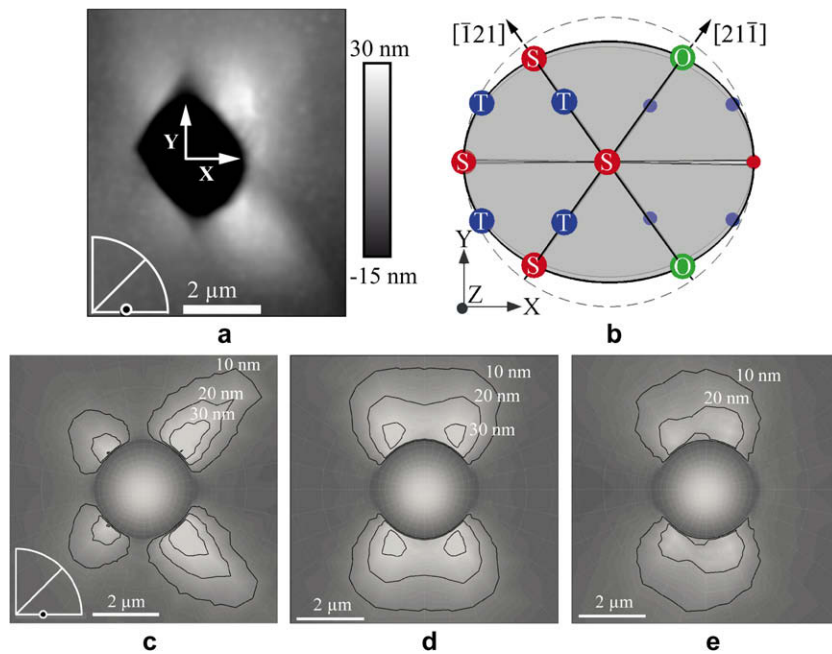 30 nm
Y
X
-15 nm
2 µm
a
[1̅21]
[211̅]
S
O
T
T
S
S
T
T
S
O
Y
Z
X
b
10 nm
20 nm
30 nm
2 µm
c
10 nm
20 nm
30 nm
2 µm
d
10 nm
20 nm
2 µm
e